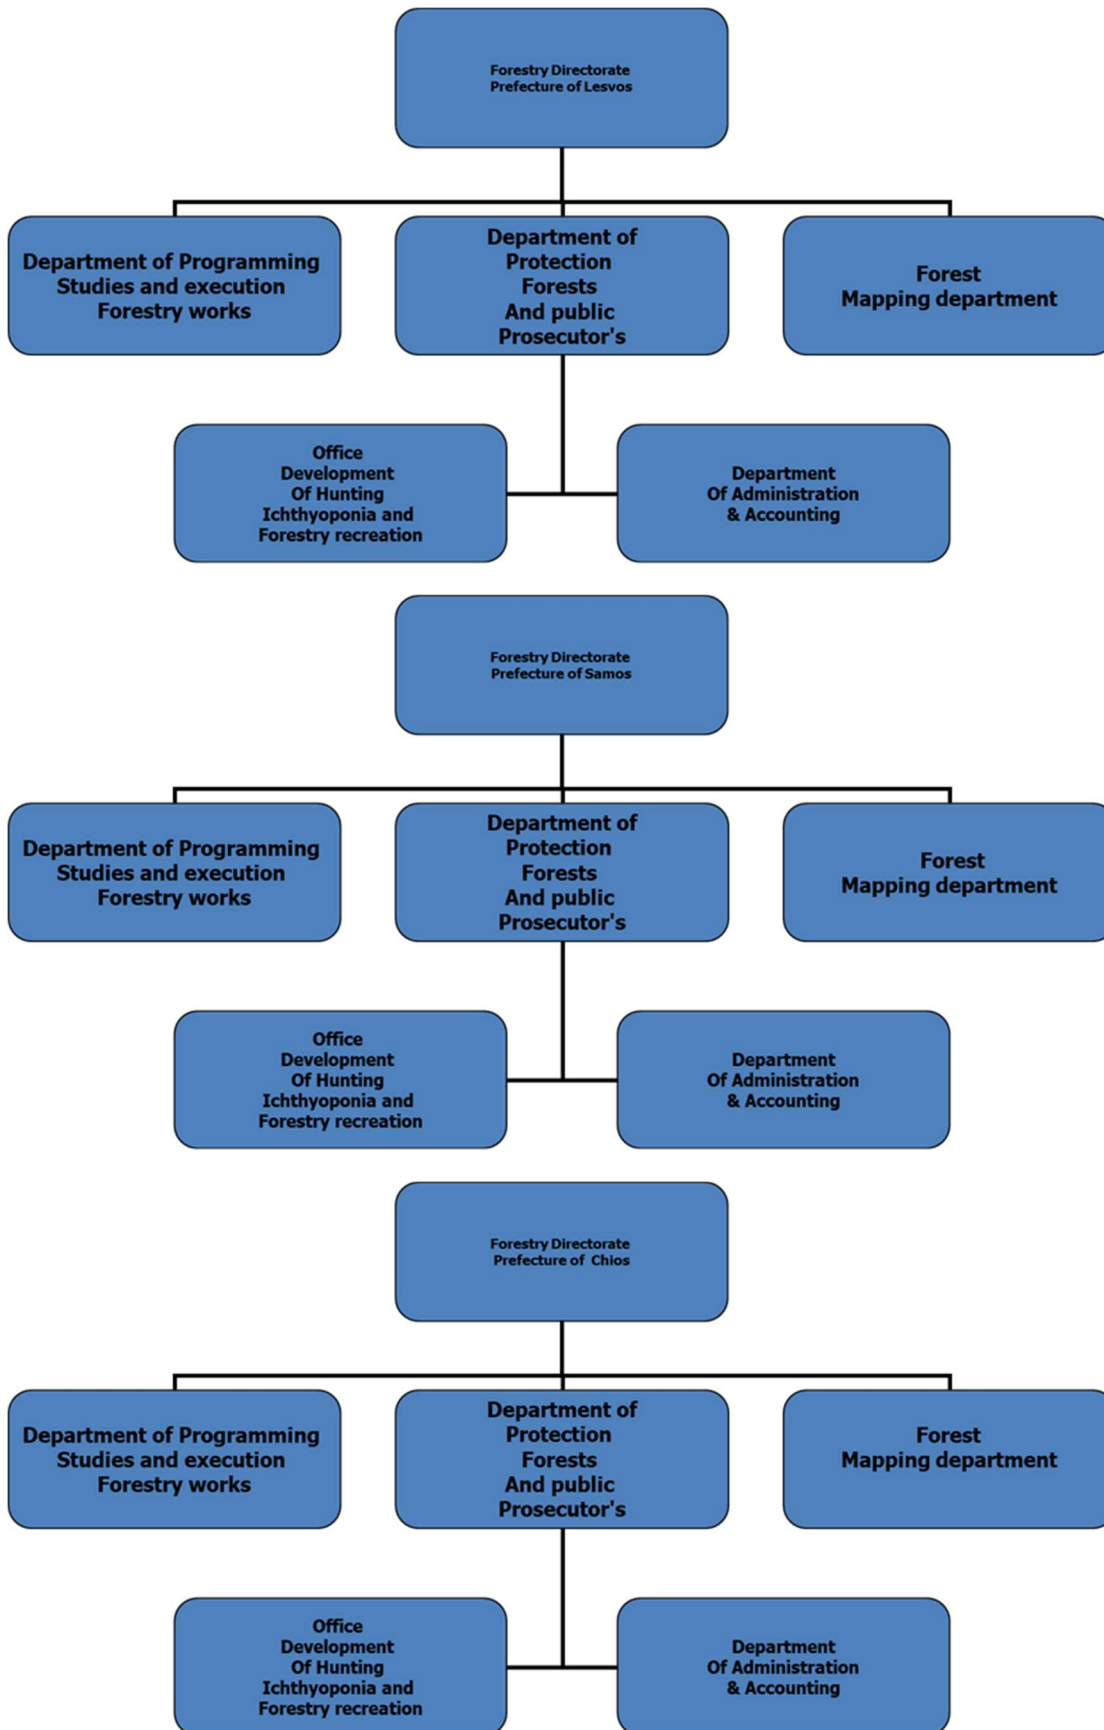 Forestry Directorate
Prefecture of Lesvos
Department of Programming
Studies and execution
Forestry works
Department of
Protection
Forests
And public
Prosecutor's
Forest
Mapping department
Office
Development
Of Hunting
Ichthyoponia and
Forestry recreation
Department
Of Administration
& Accounting
Forestry Directorate
Prefecture of Samos
Department of Programming
Studies and execution
Forestry works
Department of
Protection
Forests
And public
Prosecutor's
Forest
Mapping department
Office
Development
Of Hunting
Ichthyoponia and
Forestry recreation
Department
Of Administration
& Accounting
Forestry Directorate
Prefecture of Chios
Department of Programming
Studies and execution
Forestry works
Department of
Protection
Forests
And public
Prosecutor's
Forest
Mapping department
Office
Development
Of Hunting
Ichthyoponia and
Forestry recreation
Department
Of Administration
& Accounting